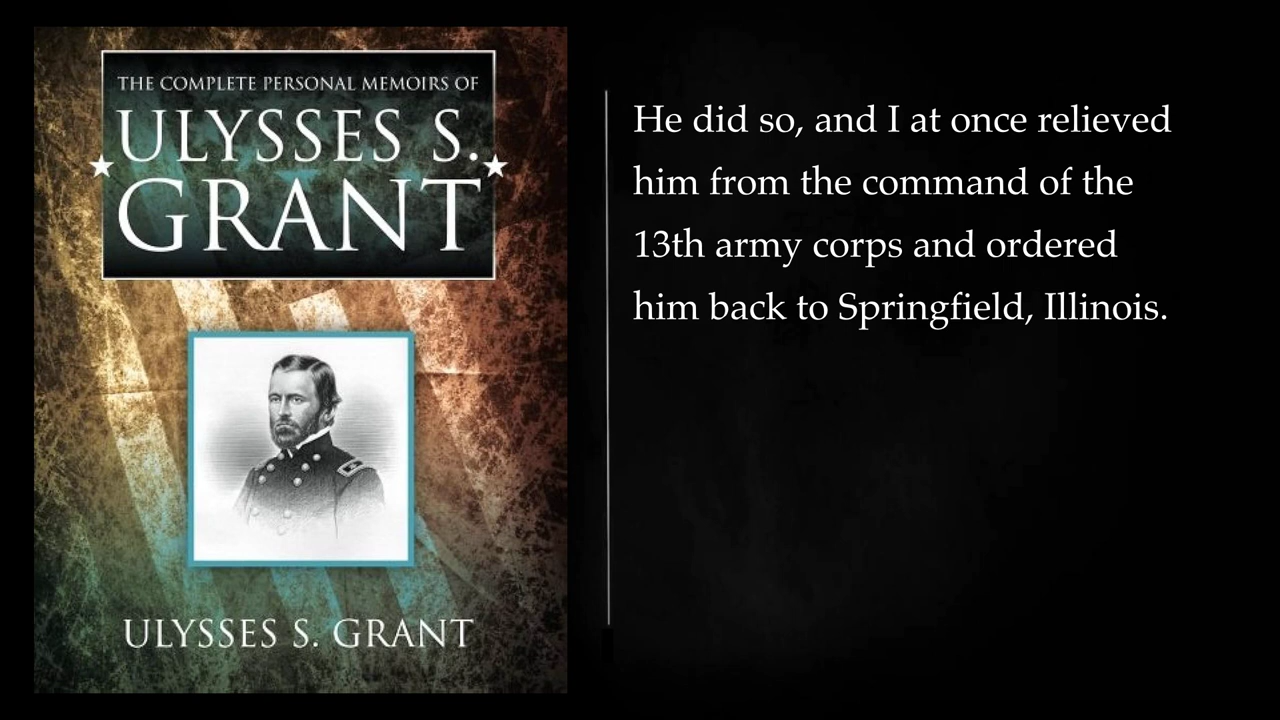 THE COMPLETE PERSONAL MEMOIRS OF
ULYSSES S.
GRANT
ULYSSES S. GRANT
He did so, and I at once relieved
him from the command of the
13th army corps and ordered
him back to Springfield, Illinois.